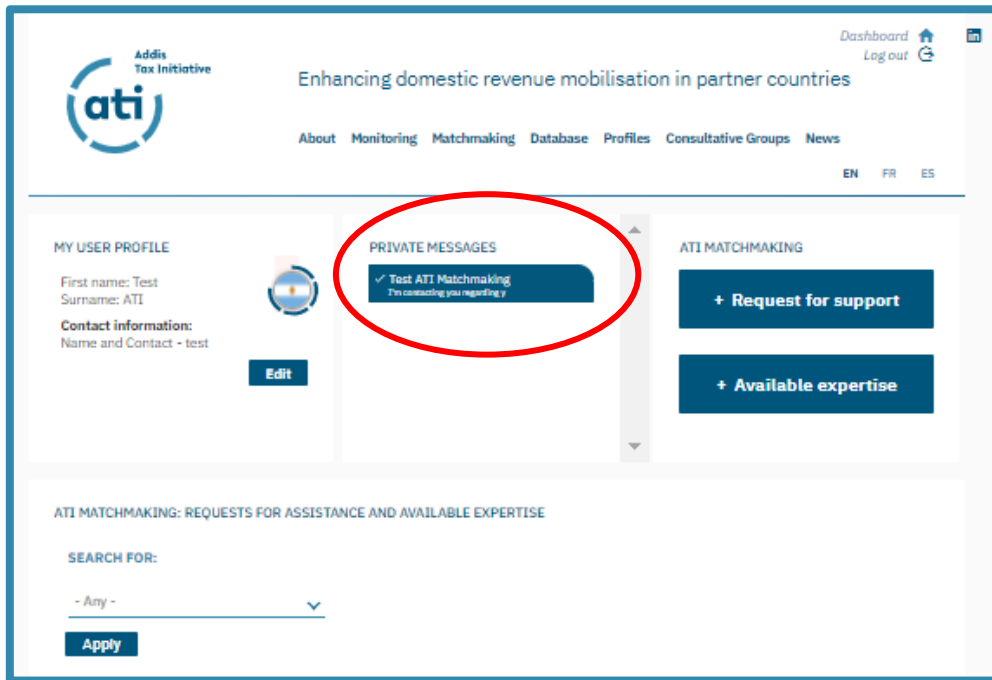 Dashboard
Log out
Addis
Tax Initiative
ati
Enhancing domestic revenue mobilisation in partner countries
About Monitoring Matchmaking Database Profiles Consultative Groups News
EN FR ES
MY USER PROFILE
First name: Test
Surname: ATI
Contact information:
Name and Contact - test
Edit
PRIVATE MESSAGES
✓ Test ATI Matchmaking
I'm contacting you regarding y
ATI MATCHMAKING
+ Request for support
+ Available expertise
ATI MATCHMAKING: REQUESTS FOR ASSISTANCE AND AVAILABLE EXPERTISE
SEARCH FOR:
- Any -
Apply